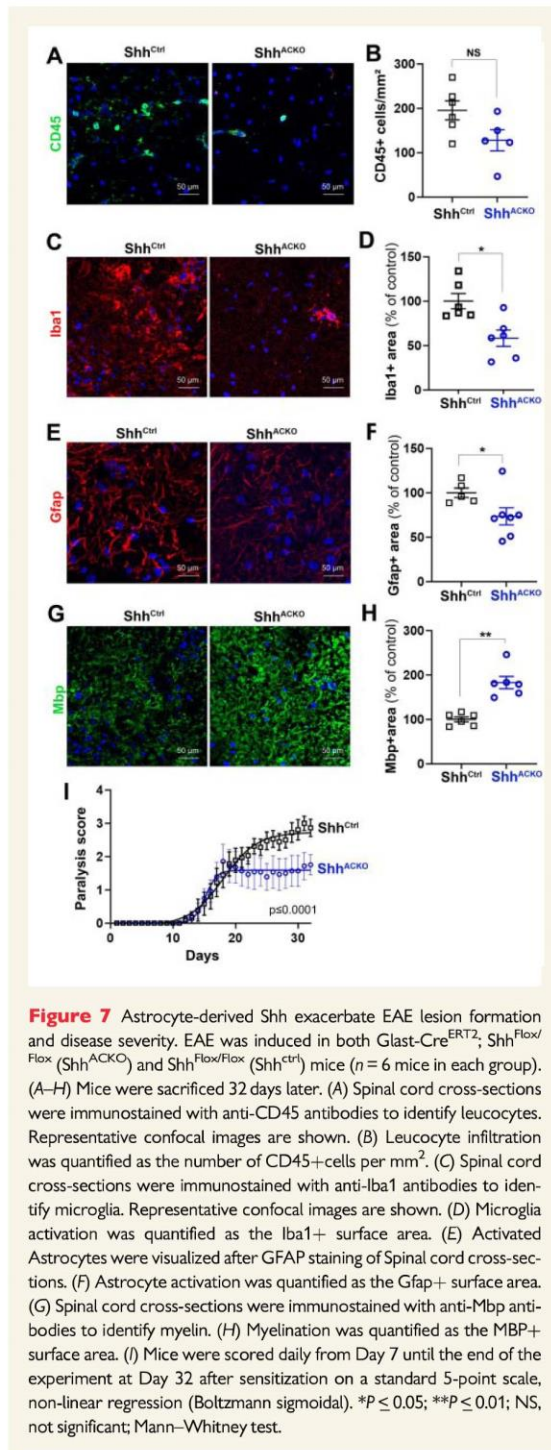 A
Shh^Ctrl
Shh^ACKO
CD45
50 µm
50 µm
B
NS
CD45+ cells/mm²
300
200
100
0
Shh^Ctrl
Shh^ACKO
C
Shh^Ctrl
Shh^ACKO
Iba1
50 µm
50 µm
D
*
Iba1+ area (% of control)
150
100
50
0
Shh^Ctrl
Shh^ACKO
E
Shh^Ctrl
Shh^ACKO
Gfap
50 µm
50 µm
F
*
Gfap+ area (% of control)
150
100
50
0
Shh^Ctrl
Shh^ACKO
G
Shh^Ctrl
Shh^ACKO
Mbp
50 µm
50 µm
H
**
Mbp+area (% of control)
300
200
100
0
Shh^Ctrl
Shh^ACKO
I
Paralysis score
4
3
2
1
0
Shh^Ctrl
Shh^ACKO
p≤0.0001
0
10
20
30
Days
Figure 7 Astrocyte-derived Shh exacerbate EAE lesion formation
and disease severity. EAE was induced in both Glast-Cre^ERT2; Shh^Flox/
^Flox (Shh^ACKO) and Shh^Flox/Flox (Shh^ctrl) mice (n = 6 mice in each group).
(A–H) Mice were sacrificed 32 days later. (A) Spinal cord cross-sections
were immunostained with anti-CD45 antibodies to identify leucocytes.
Representative confocal images are shown. (B) Leucocyte infiltration
was quantified as the number of CD45+cells per mm². (C) Spinal cord
cross-sections were immunostained with anti-Iba1 antibodies to iden-
tify microglia. Representative confocal images are shown. (D) Microglia
activation was quantified as the Iba1+ surface area. (E) Activated
Astrocytes were visualized after GFAP staining of Spinal cord cross-sec-
tions. (F) Astrocyte activation was quantified as the Gfap+ surface area.
(G) Spinal cord cross-sections were immunostained with anti-Mbp anti-
bodies to identify myelin. (H) Myelination was quantified as the MBP+
surface area. (I) Mice were scored daily from Day 7 until the end of the
experiment at Day 32 after sensitization on a standard 5-point scale,
non-linear regression (Boltzmann sigmoidal). *P ≤ 0.05; **P ≤ 0.01; NS,
not significant; Mann–Whitney test.